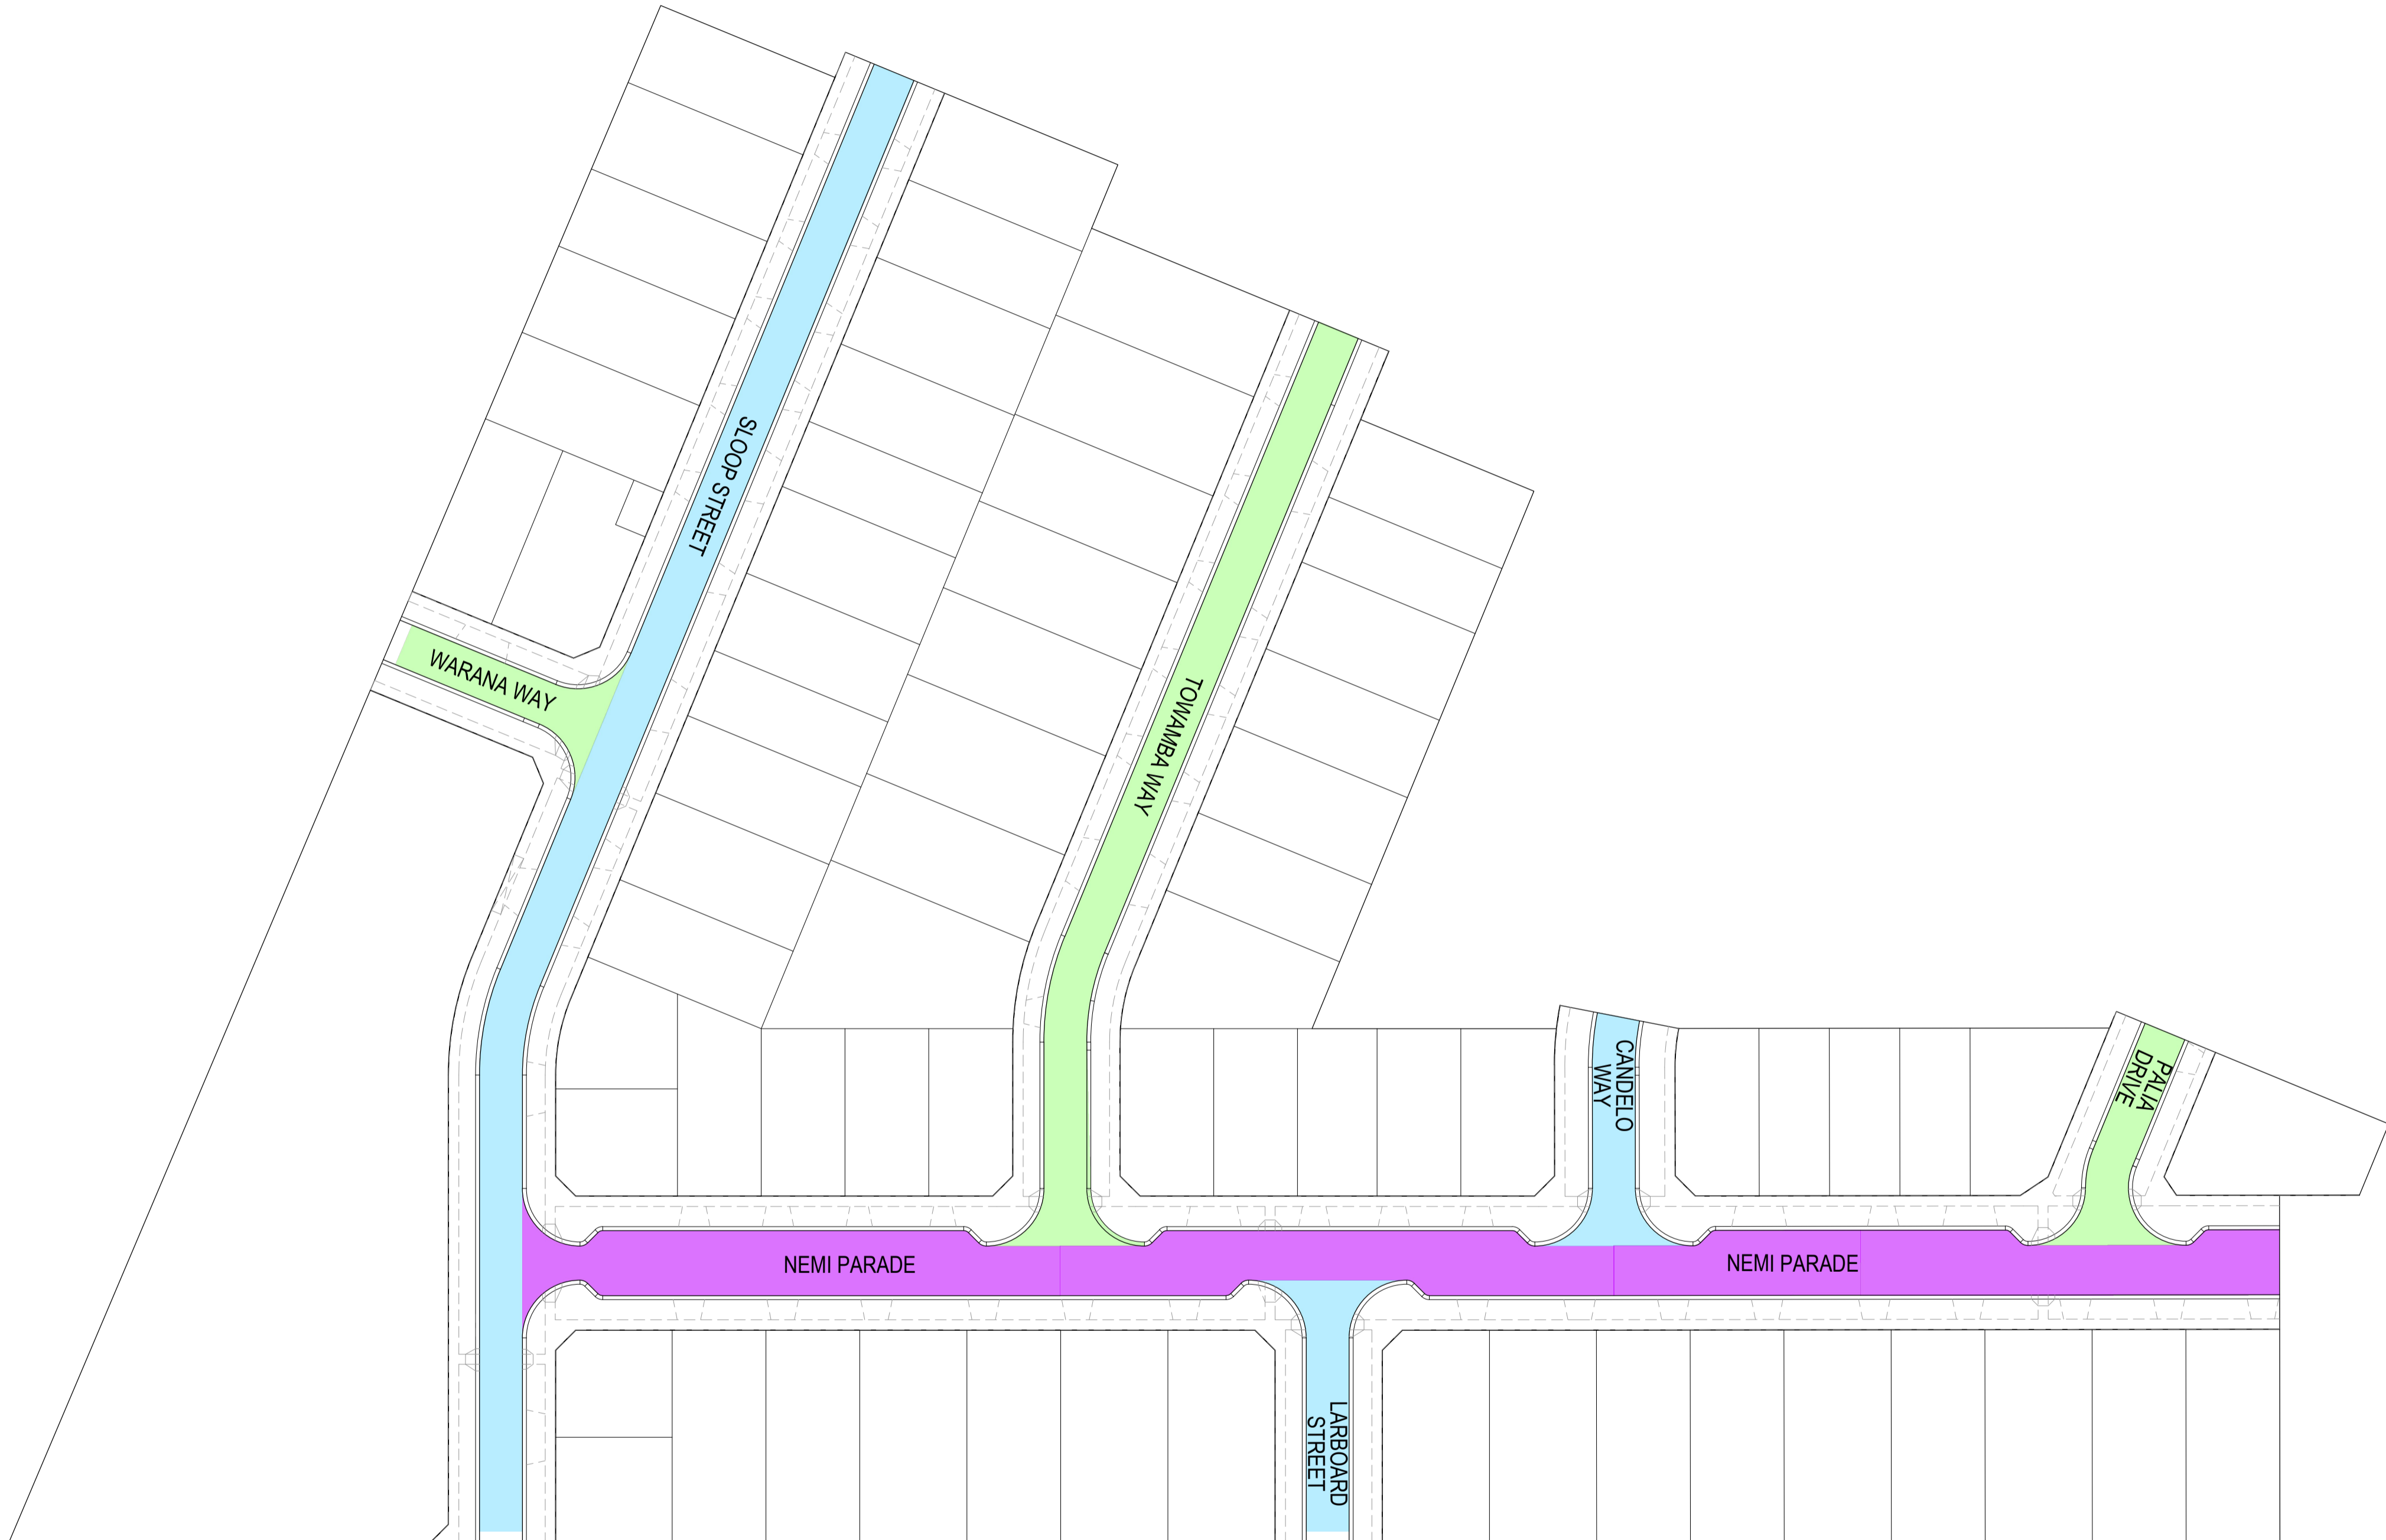 SLOOP STREET
WARANA WAY
TOWAMBA WAY
CANDELO
WAY
PALIA
DRIVE
NEMI PARADE
NEMI PARADE
LARBOARD
STREET